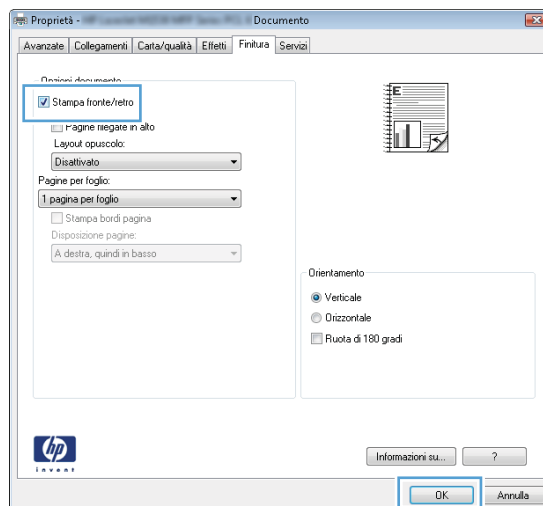 Proprietà - Documento
Avanzate Collegamenti Carta/qualità Effetti Finitura Servizi
Opzioni documento
Stampa fronte/retro
Pagine rilegate in alto
Layout opuscolo:
Disattivato
Pagine per foglio:
1 pagina per foglio
Stampa bordi pagina
Disposizione pagine:
A destra, quindi in basso
E
Orientamento
Verticale
Orizzontale
Ruota di 180 gradi
hp
invent
Informazioni su... ?
OK Annulla